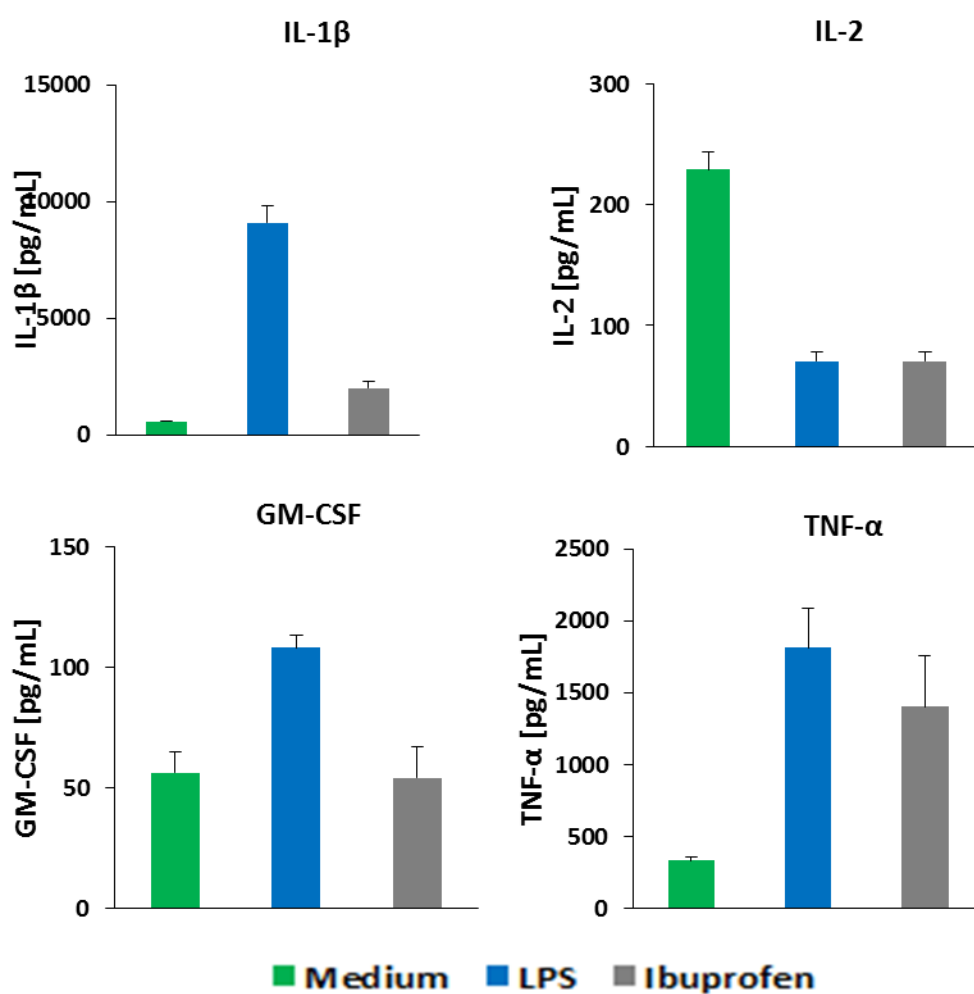 IL-1β
15000
10000
5000
0
IL-1β [pg/mL]
IL-2
300
200
100
0
IL-2 [pg/mL]
GM-CSF
150
100
50
0
GM-CSF [pg/mL]
TNF-α
2500
2000
1500
1000
500
0
TNF-α [pg/mL]
Medium LPS Ibuprofen